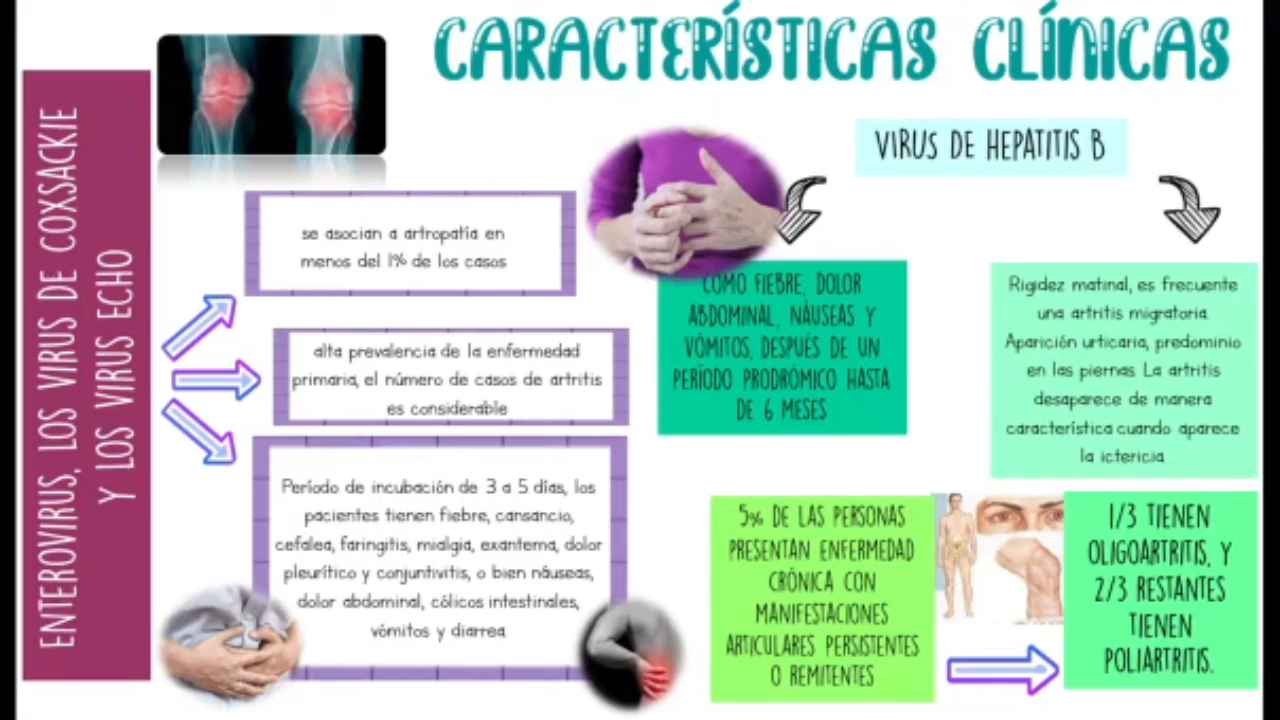 CARACTERÍSTICAS CLÍNICAS
ENTEROVIRUS, LOS VIRUS DE COXSACKIE
Y LOS VIRUS ECHO
se asocian a artropatía en
menos del 1% de los casos
alta prevalencia de la enfermedad
primaria, el número de casos de artritis
es considerable
Período de incubación de 3 a 5 días, los
pacientes tienen fiebre, cansancio,
cefalea, faringitis, mialgia, exantema, dolor
pleurítico y conjuntivitis, o bien náuseas,
dolor abdominal, cólicos intestinales,
vómitos y diarrea
VIRUS DE HEPATITIS B
COMO FIEBRE, DOLOR
ABDOMINAL, NÁUSEAS Y
VÓMITOS, DESPUÉS DE UN
PERÍODO PRODRÓMICO HASTA
DE 6 MESES
Rigidez matinal, es frecuente
una artritis migratoria.
Aparición urticaria, predominio
en las piernas. La artritis
desaparece de manera
característica cuando aparece
la ictericia
5% DE LAS PERSONAS
PRESENTAN ENFERMEDAD
CRÓNICA CON
MANIFESTACIONES
ARTICULARES PERSISTENTES
O REMITENTES
1/3 TIENEN
OLIGOARTRITIS, Y
2/3 RESTANTES
TIENEN
POLIARTRITIS.